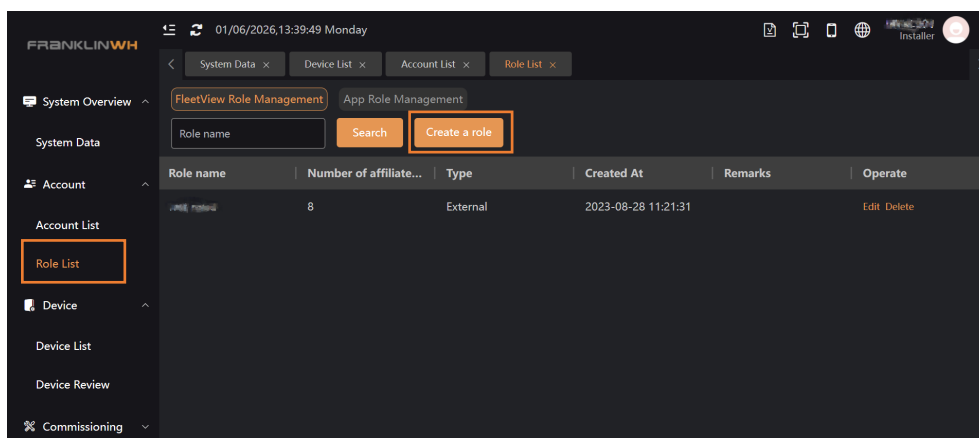 FRANKLINWH
01/06/2026,13:39:49 Monday
Installer
System Data ×
Device List ×
Account List ×
Role List ×
System Overview
System Data
Account
Account List
Role List
Device
Device List
Device Review
Commissioning
FleetView Role Management
App Role Management
Role name
Search
Create a role
Role name
Number of affiliate...
Type
Created At
Remarks
Operate
8
External
2023-08-28 11:21:31
Edit Delete